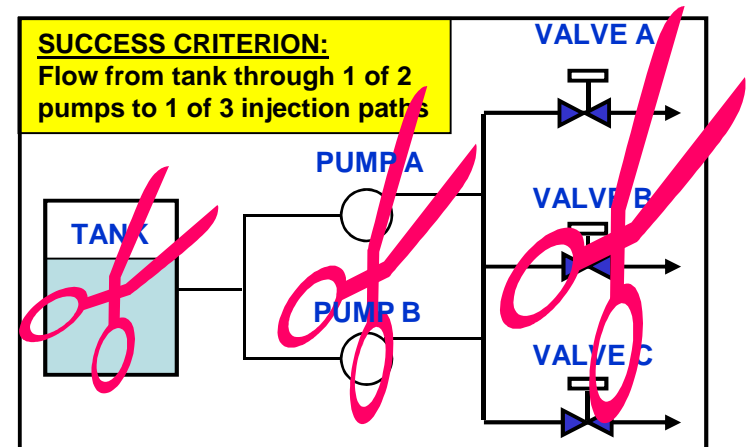 SUCCESS CRITERION:
Flow from tank through 1 of 2
pumps to 1 of 3 injection paths
VALVE A
PUMP A
VALVE B
TANK
PUMP B
VALVE C